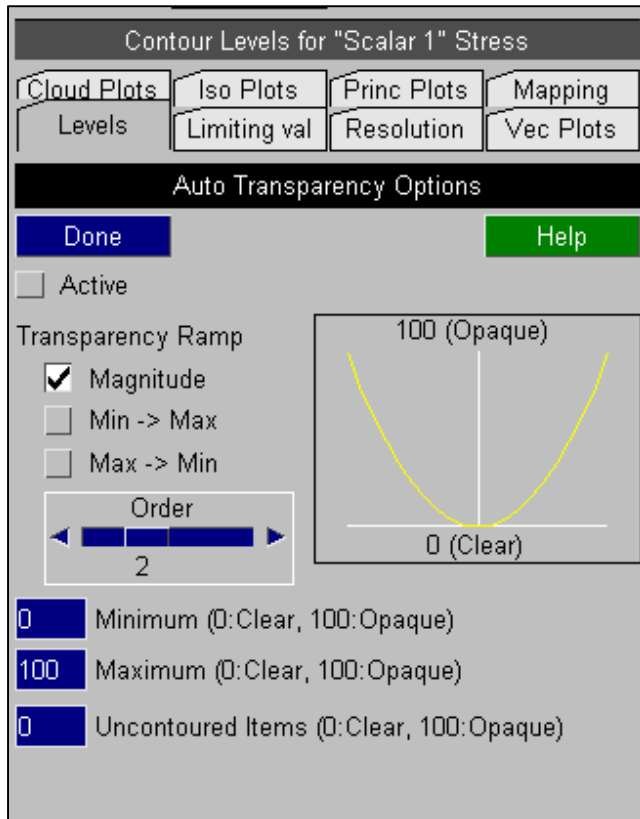 Contour Levels for "Scalar 1" Stress
Cloud Plots Iso Plots Princ Plots Mapping
Levels Limiting val Resolution Vec Plots
Auto Transparency Options
Done Help
Active
Transparency Ramp
100 (Opaque)
Magnitude
Min -> Max
Max -> Min
Order
2
0 (Clear)
0 Minimum (0:Clear, 100:Opaque)
100 Maximum (0:Clear, 100:Opaque)
0 Uncontoured Items (0:Clear, 100:Opaque)